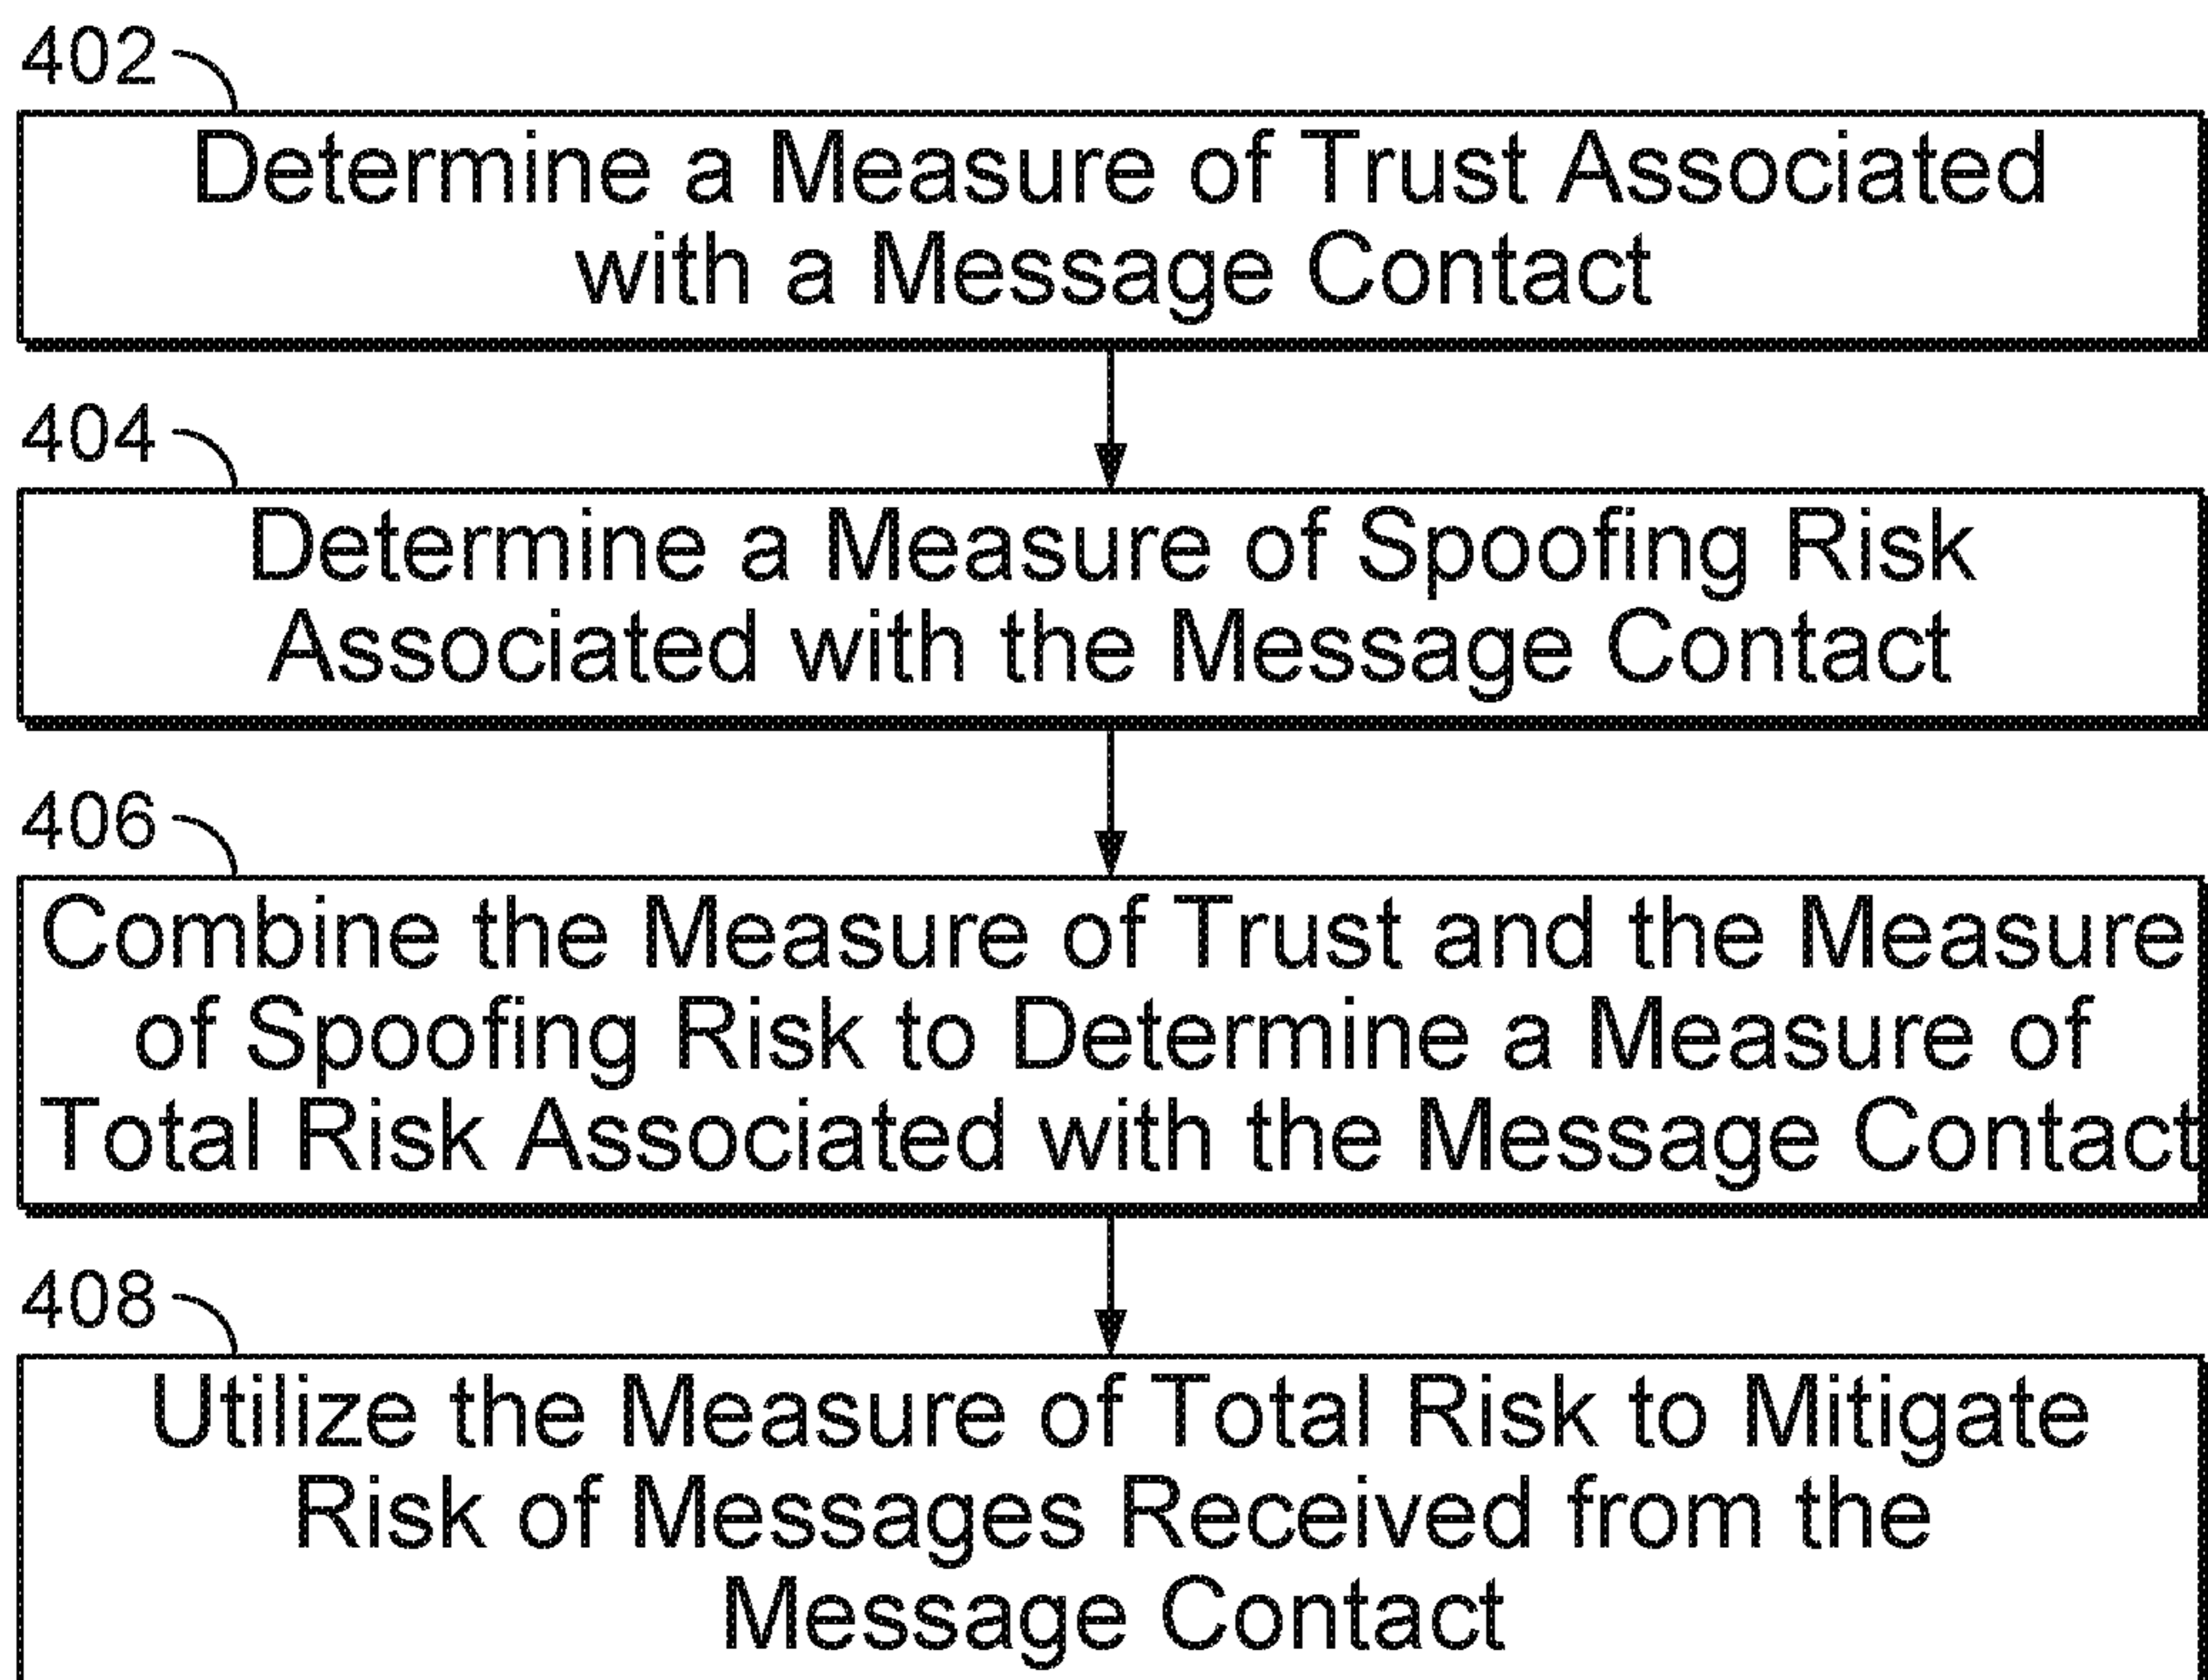 402
Determine a Measure of Trust Associated
with a Message Contact
404
Determine a Measure of Spoofing Risk
Associated with the Message Contact
406
Combine the Measure of Trust and the Measure
of Spoofing Risk to Determine a Measure of
Total Risk Associated with the Message Contact
408
Utilize the Measure of Total Risk to Mitigate
Risk of Messages Received from the
Message Contact